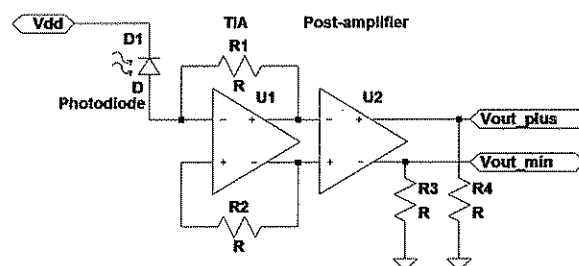 TIA Post-amplifier
Vdd
D1
R1
R
D
Photodiode
U1
U2
- +
+ -
- +
+ -
Vout_plus
Vout_min
R2
R
R3
R
R4
R